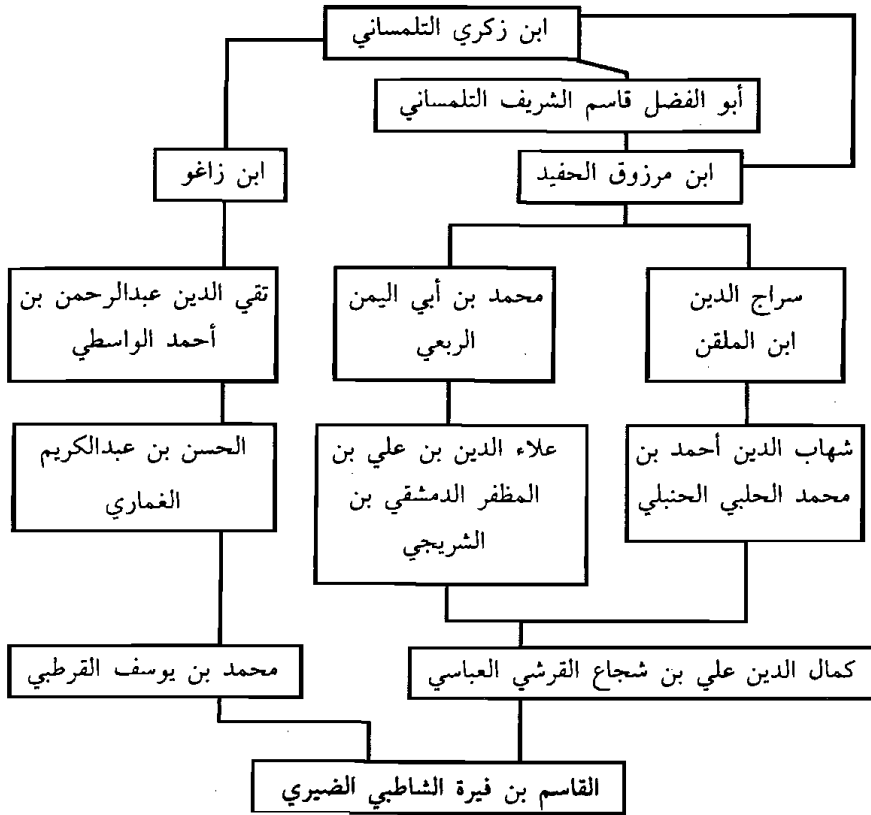 ابن زكري التلمساني
أبو الفضل قاسم الشريف التلمساني
ابن مرزوق الحفيد
ابن زاغو
سراج الدين
ابن الملقن
محمد بن أبي اليمن
الربعي
تقي الدين عبدالرحمن بن
أحمد الواسطي
شهاب الدين أحمد بن
محمد الحلبي الحنبلي
علاء الدين بن علي بن
المظفر الدمشقي بن
الشريجي
الحسن بن عبدالكريم
الغماري
كمال الدين علي بن شجاع القرشي العباسي
محمد بن يوسف القرطبي
القاسم بن فيرة الشاطبي الضيري